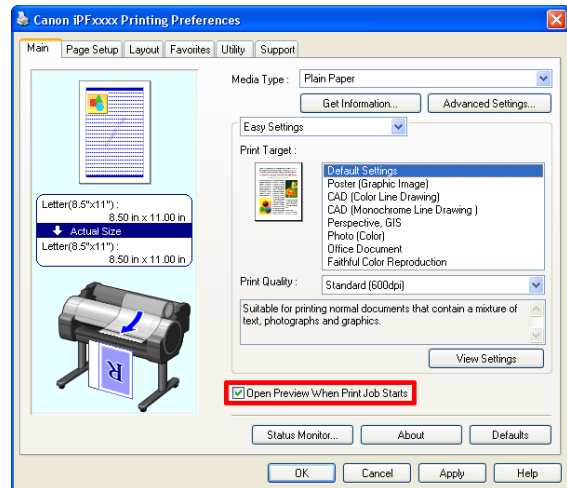 Canon iPFxxxx Printing Preferences
Main Page Setup Layout Favorites Utility Support
Media Type : Plain Paper
Get Information... Advanced Settings...
Easy Settings
Print Target :
Default Settings
Poster (Graphic Image)
CAD (Color Line Drawing)
CAD (Monochrome Line Drawing )
Perspective, GIS
Photo (Color)
Office Document
Faithful Color Reproduction
Letter(8.5"x11") :
8.50 in x 11.00 in
Actual Size
Letter(8.5"x11") :
8.50 in x 11.00 in
Print Quality : Standard (600dpi)
Suitable for printing normal documents that contain a mixture of
text, photographs and graphics.
View Settings
R
Open Preview When Print Job Starts
Status Monitor... About Defaults
OK Cancel Apply Help